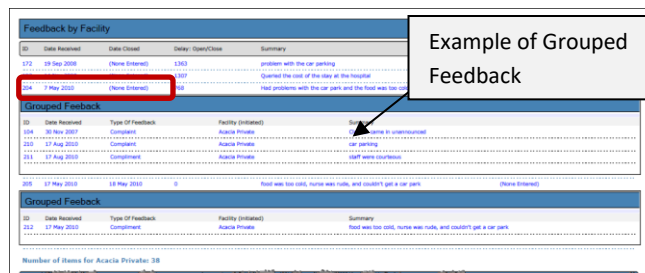 Feedback by Facility
Example of Grouped Feedback
ID Date Received Date Closed Delay: Open/Close Summary
172 19 Sep 2008 (None Entered) 1363 problem with the car parking
1307 Queried the cost of the stay at the hospital
204 7 May 2010 (None Entered) 768 Had problems with the car park and the food was too cold
Grouped Feeback
ID Date Received Type Of Feedback Facility (Initiated) Summary
104 30 Nov 2007 Complaint Acacia Private came in unannounced
210 17 Aug 2010 Complaint Acacia Private car parking
211 17 Aug 2010 Compliment Acacia Private staff were courteous
205 17 May 2010 18 May 2010 0 food was too cold, nurse was rude, and couldn't get a car park (None Entered)
Grouped Feeback
ID Date Received Type Of Feedback Facility (Initiated) Summary
212 17 May 2010 Compliment Acacia Private food was too cold, nurse was rude, and couldn't get a car park
Number of items for Acacia Private: 38